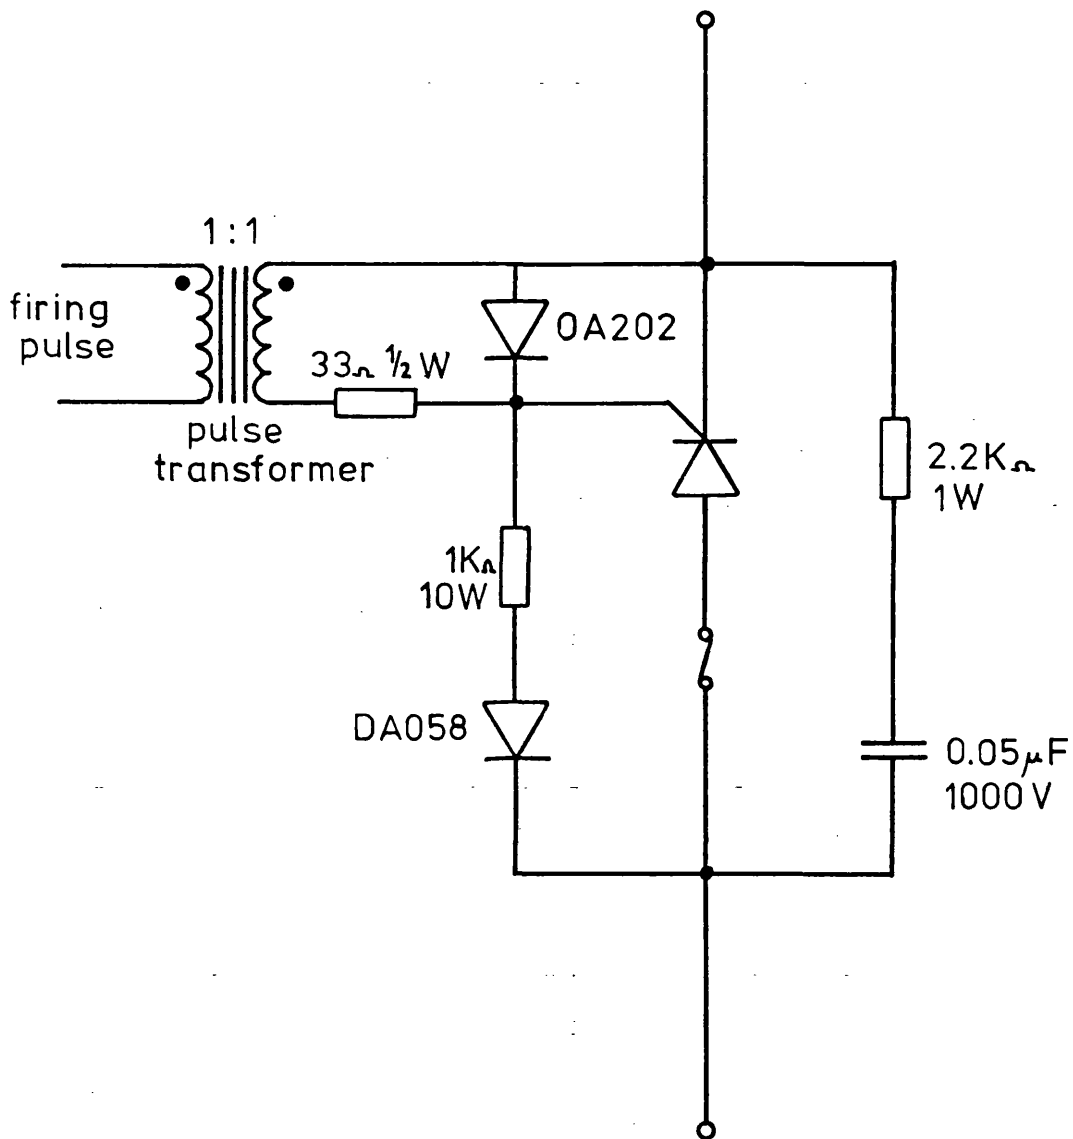 1:1
firing
pulse
OA202
33Ω ½ W
pulse
transformer
2.2KΩ
1W
1KΩ
10W
DA058
0.05μF
1000V